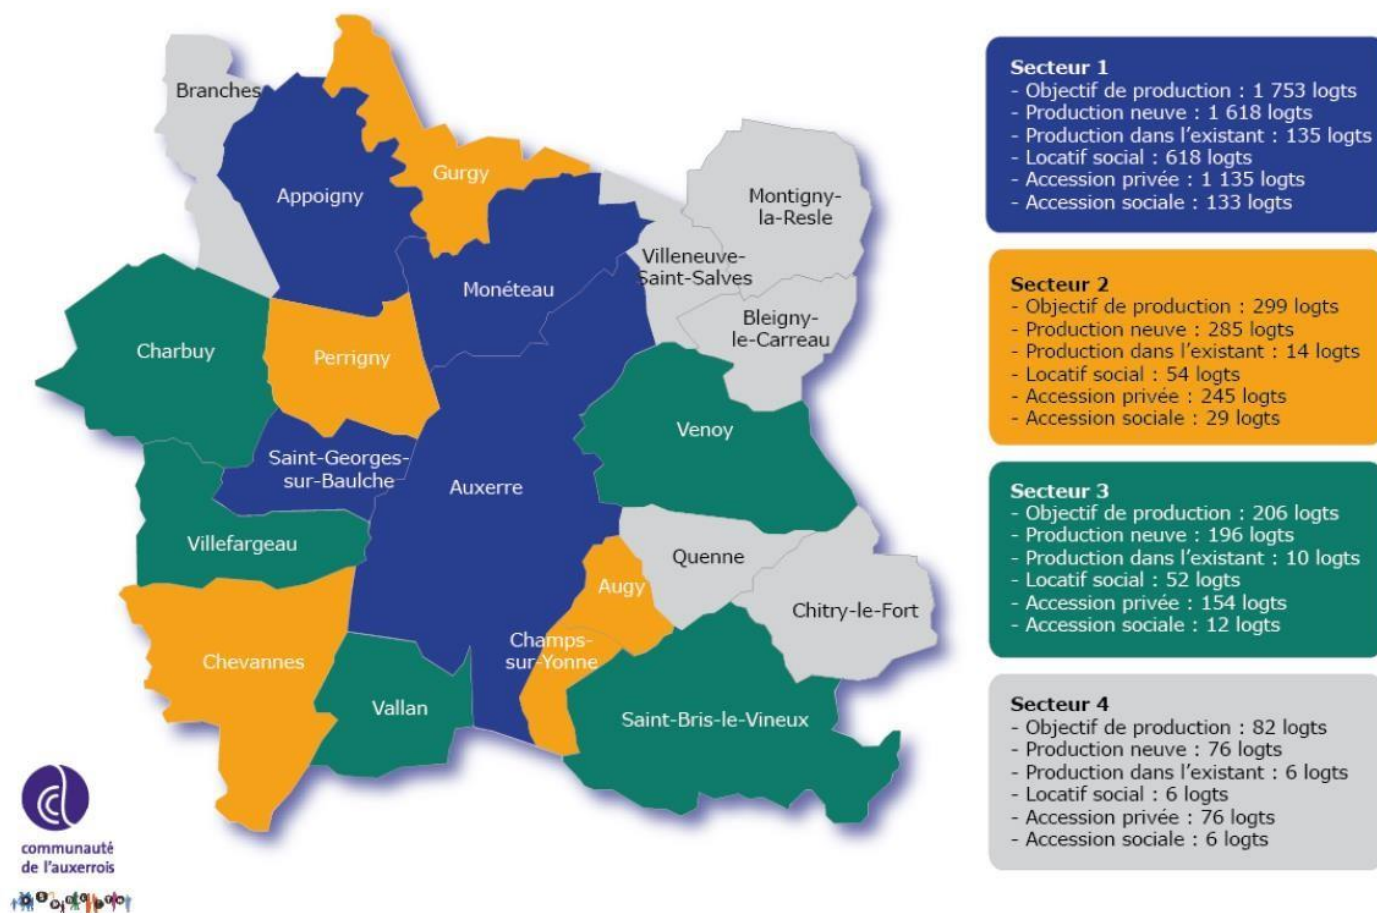 Branches
Appoigny
Gurgy
Montigny-
la-Resle
Villeneuve-
Saint-Salves
Monéteau
Bleigny-
le-Carreau
Charbuy
Perrigny
Venoy
Saint-Georges-
sur-Baulche
Auxerre
Villefargeau
Quenne
Augy
Chitry-le-Fort
Champs-
sur-Yonne
Chevannes
Vallan
Saint-Bris-le-Vineux
Secteur 1
- Objectif de production : 1 753 logts
- Production neuve : 1 618 logts
- Production dans l'existant : 135 logts
- Locatif social : 618 logts
- Accession privée : 1 135 logts
- Accession sociale : 133 logts
Secteur 2
- Objectif de production : 299 logts
- Production neuve : 285 logts
- Production dans l'existant : 14 logts
- Locatif social : 54 logts
- Accession privée : 245 logts
- Accession sociale : 29 logts
Secteur 3
- Objectif de production : 206 logts
- Production neuve : 196 logts
- Production dans l'existant : 10 logts
- Locatif social : 52 logts
- Accession privée : 154 logts
- Accession sociale : 12 logts
Secteur 4
- Objectif de production : 82 logts
- Production neuve : 76 logts
- Production dans l'existant : 6 logts
- Locatif social : 6 logts
- Accession privée : 76 logts
- Accession sociale : 6 logts
communauté
de l'auxerrois